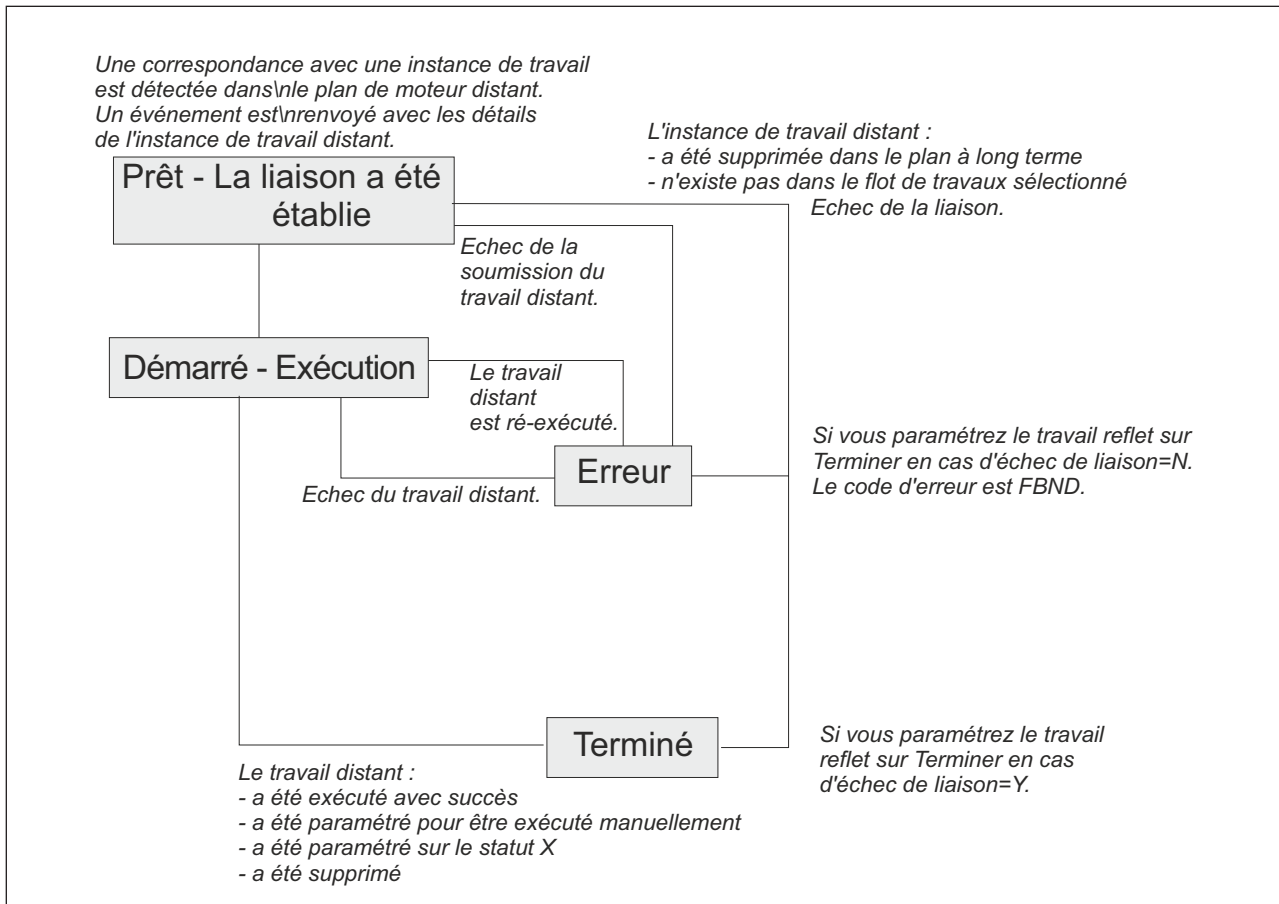 Une correspondance avec une instance de travail
est détectée dans\nle plan de moteur distant.
Un événement est\nrenvoyé avec les détails
de l'instance de travail distant.
L'instance de travail distant :
- a été supprimée dans le plan à long terme
- n'existe pas dans le flot de travaux sélectionné
Echec de la liaison.
Prêt - La liaison a été
établie
Echec de la
soumission du
travail distant.
Démarré - Exécution
Le travail
distant
est ré-exécuté.
Si vous paramétrez le travail reflet sur
Terminer en cas d'échec de liaison=N.
Le code d'erreur est FBND.
Erreur
Echec du travail distant.
Terminé
Si vous paramétrez le travail
reflet sur Terminer en cas
d'échec de liaison=Y.
Le travail distant :
- a été exécuté avec succès
- a été paramétré pour être exécuté manuellement
- a été paramétré sur le statut X
- a été supprimé